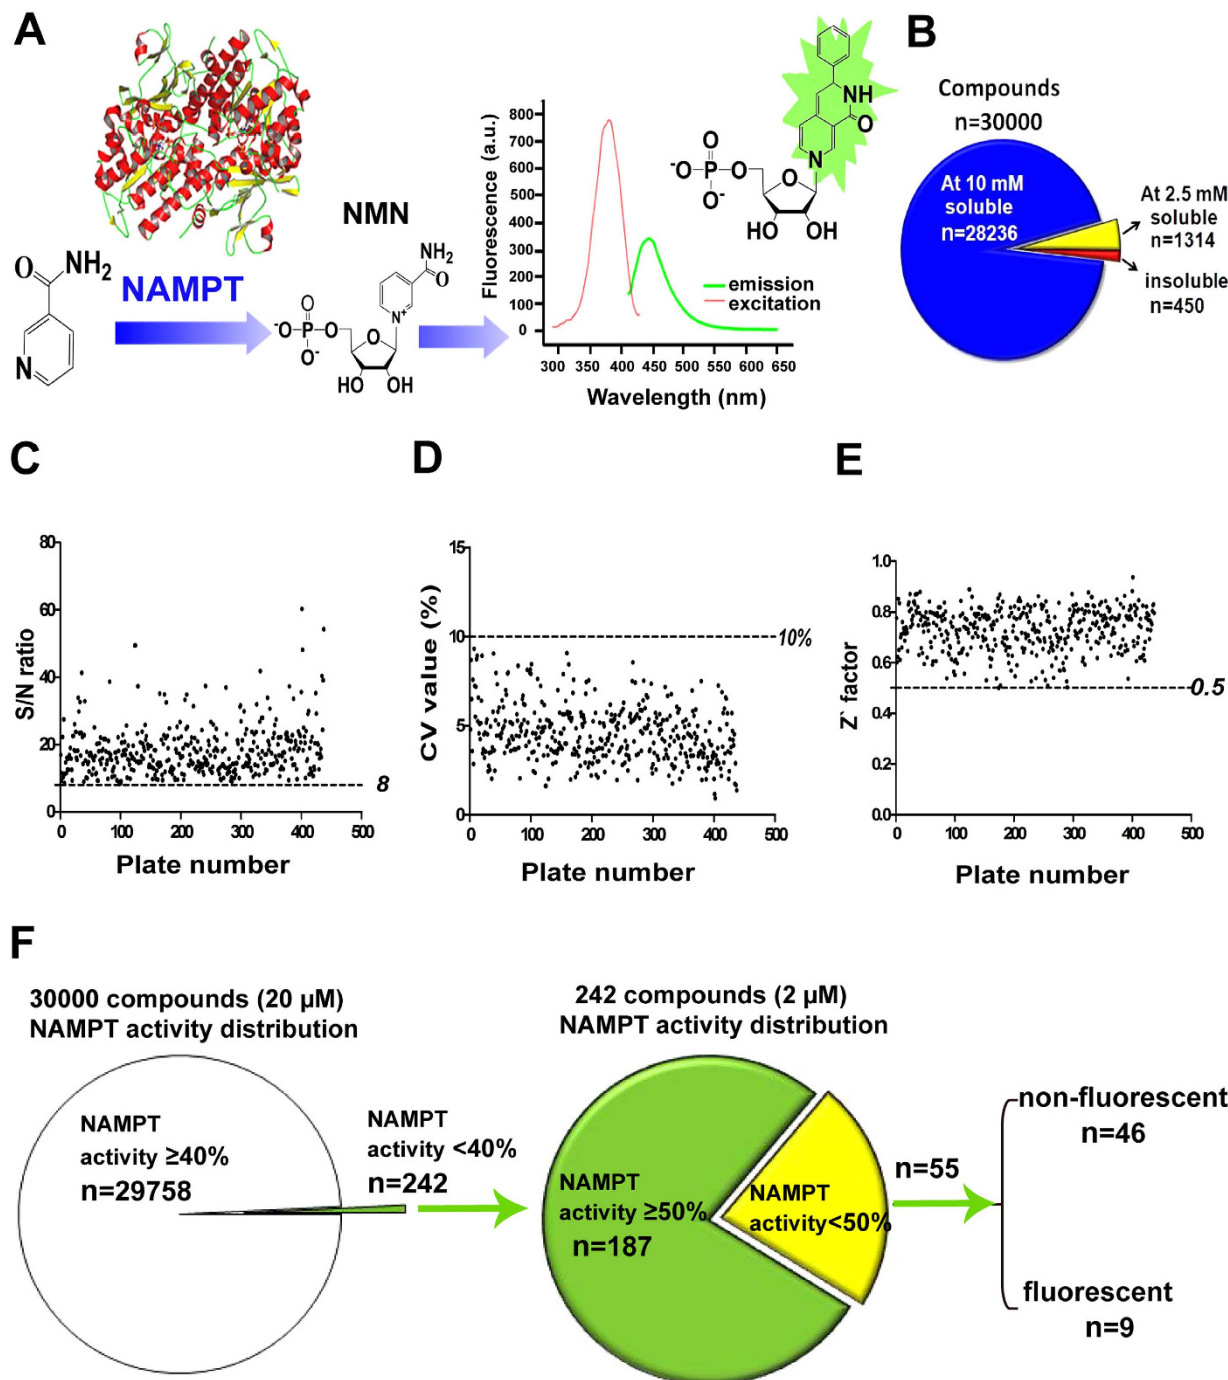 A
NH₂
O
N
NAMPT
NMN
NH₂
O
N⁺
O
⁻O-P-O
O⁻
O
HO OH
Fluorescence (a.u.)
800
700
600
500
400
300
200
100
0
300 350 400 450 500 550 600 650
Wavelength (nm)
emission
excitation
NH
O
N
O
⁻O-P-O
O⁻
O
HO OH
B
Compounds
n=30000
At 10 mM
soluble
n=28236
At 2.5 mM
soluble
n=1314
insoluble
n=450
C
S/N ratio
80
60
40
20
0
8
0 100 200 300 400 500
Plate number
D
CV value (%)
15
10
5
0
10%
0 100 200 300 400 500
Plate number
E
Z' factor
1.0
0.8
0.6
0.4
0.2
0.0
0.5
0 100 200 300 400 500
Plate number
F
30000 compounds (20 µM)
NAMPT activity distribution
NAMPT
activity ≥40%
n=29758
NAMPT
activity <40%
n=242
242 compounds (2 µM)
NAMPT activity distribution
NAMPT
activity ≥50%
n=187
NAMPT
activity<50%
n=55
non-fluorescent
n=46
fluorescent
n=9